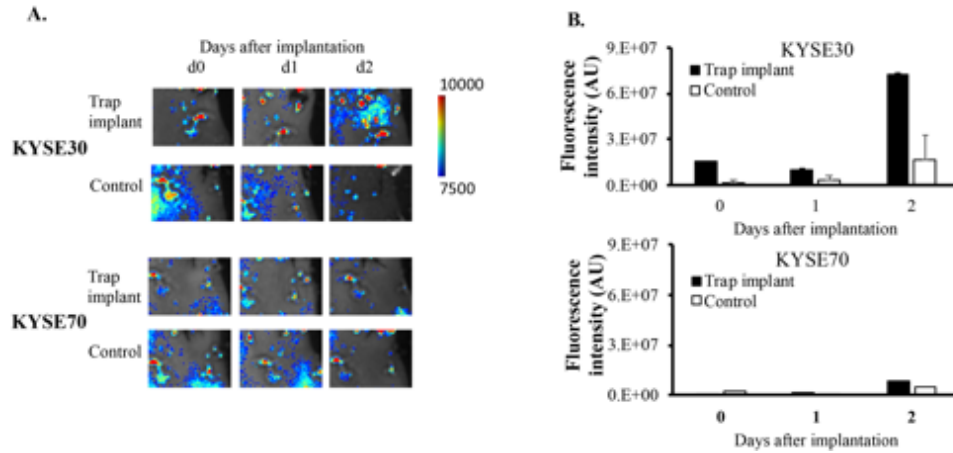 A.
Days after implantation
d0 d1 d2
Trap
implant
KYSE30
Control
10000
7500
Trap
implant
KYSE70
Control
B.
KYSE30
Trap implant
Control
Fluorescence
intensity (AU)
9.E+07
6.E+07
3.E+07
0.E+00
0 1 2
Days after implantation
KYSE70
Trap implant
Control
Fluorescence
intensity (AU)
9.E+07
6.E+07
3.E+07
0.E+00
0 1 2
Days after implantation